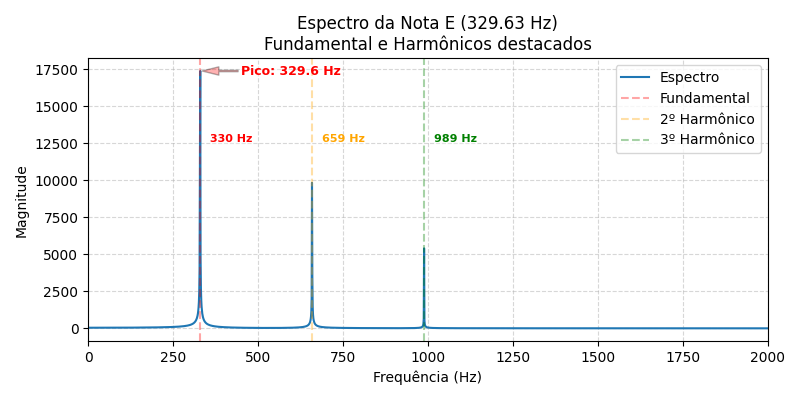 Espectro da Nota E (329.63 Hz)
Fundamental e Harmônicos destacados
17500
15000
12500
10000
7500
5000
2500
0
Magnitude
Pico: 329.6 Hz
330 Hz
659 Hz
989 Hz
Espectro
Fundamental
2º Harmônico
3º Harmônico
0 250 500 750 1000 1250 1500 1750 2000
Frequência (Hz)